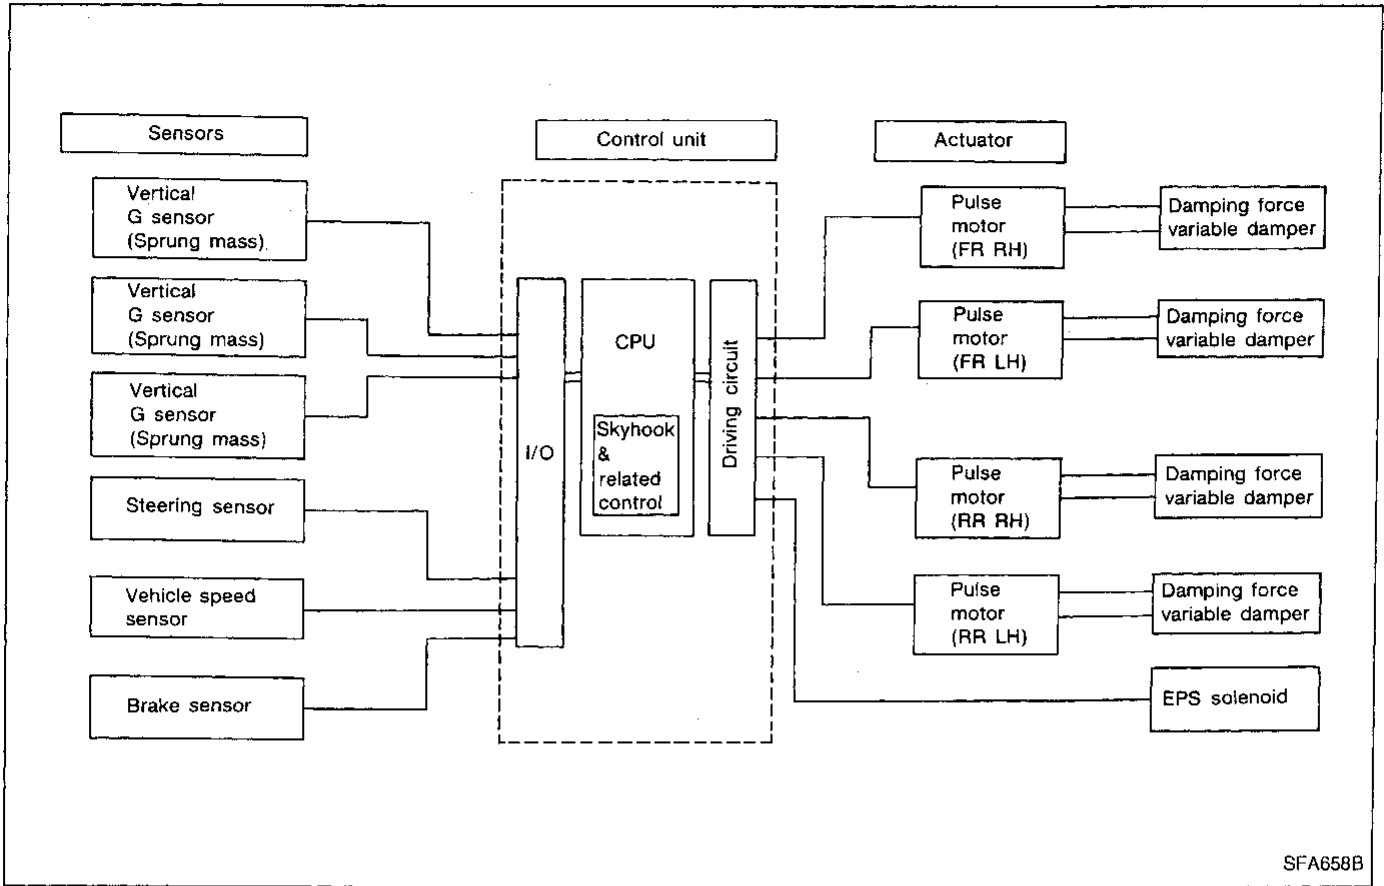 Sensors
Control unit
Actuator
Vertical
G sensor
(Sprung mass)
Vertical
G sensor
(Sprung mass)
Vertical
G sensor
(Sprung mass)
Steering sensor
Vehicle speed
sensor
Brake sensor
I/O
CPU
Skyhook
&
related
control
Driving circuit
Pulse
motor
(FR RH)
Damping force
variable damper
Pulse
motor
(FR LH)
Damping force
variable damper
Pulse
motor
(RR RH)
Damping force
variable damper
Pulse
motor
(RR LH)
Damping force
variable damper
EPS solenoid
SFA658B